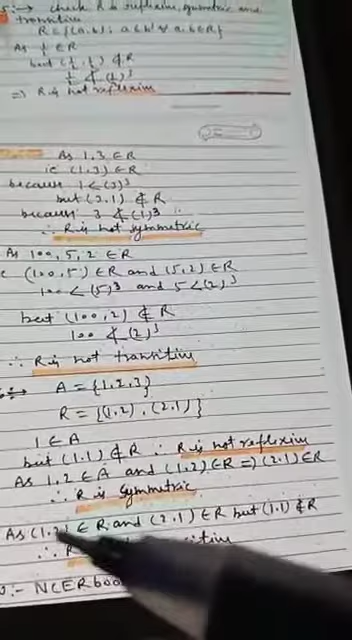 5:→ check R is reflexive, symmetric and
transitive
R = {(a,b): a ≤ b³ ∀ a,b ∈ R}
As ½ ∈ R
but (½, ½) ∉ R
½ ≰ (½)³
⇒ R is not reflexive
As 1,3 ∈ R
ie (1,3) ∈ R
because 1 < (3)³
but (3,1) ∉ R
because 3 ≮ (1)³
∴ R is not symmetric
As 100, 5, 2 ∈ R
(100,5) ∈ R and (5,2) ∈ R
100 < (5)³ and 5 < (2)³
but (100,2) ∉ R
100 ≮ (2)³
∴ R is not transitive
A = {1,2,3}
R = {(1,2), (2,1)}
1 ∈ A
but (1,1) ∉ R ∴ R is not reflexive
As 1,2 ∈ A and (1,2) ∈ R ⇒ (2,1) ∈ R
∴ R is symmetric
As (1,2) ∈ R and (2,1) ∈ R but (1,1) ∉ R
∴ R
:- NCER